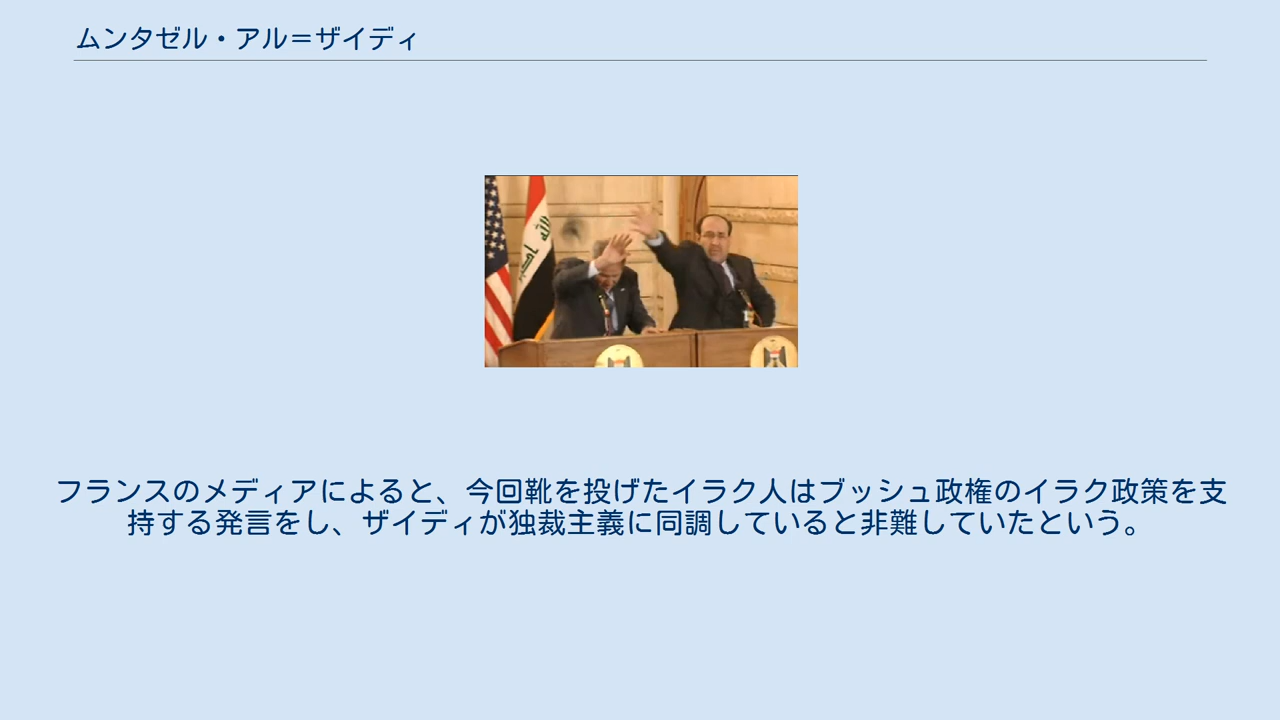 ムンタゼル・アル＝ザイディ
フランスのメディアによると、今回靴を投げたイラク人はブッシュ政権のイラク政策を支
持する発言をし、ザイディが独裁主義に同調していると非難していたという。